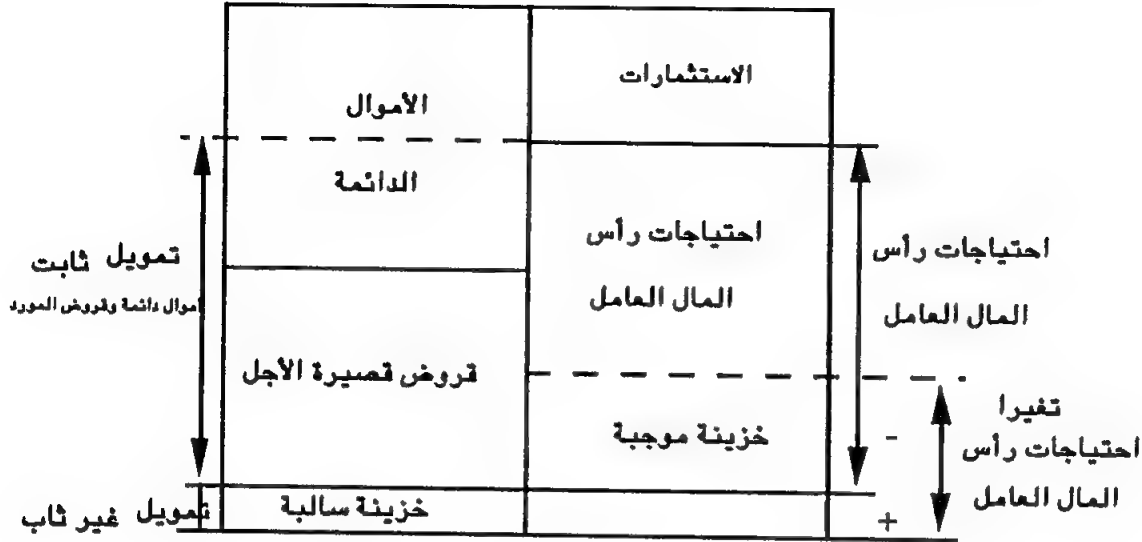 الاستثمارات
الأموال
الدائمة
احتياجات رأس
المال العامل
احتياجات رأس
المال العامل
تمويل ثابت
أموال دائمة وقروض المورد
قروض قصيرة الأجل
خزينة موجبة
-
تغيرا
احتياجات رأس
المال العامل
+
خزينة سالبة
تمويل غير ثاب